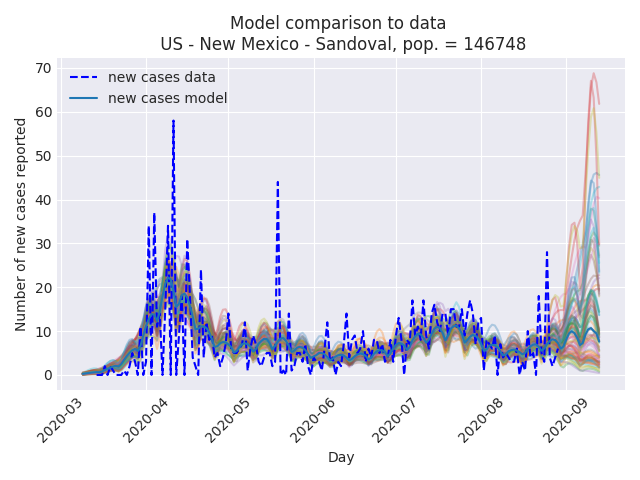 Model comparison to data
US - New Mexico - Sandoval, pop. = 146748
new cases data
new cases model
Number of new cases reported
70
60
50
40
30
20
10
0
2020-03
2020-04
2020-05
2020-06
2020-07
2020-08
2020-09
Day